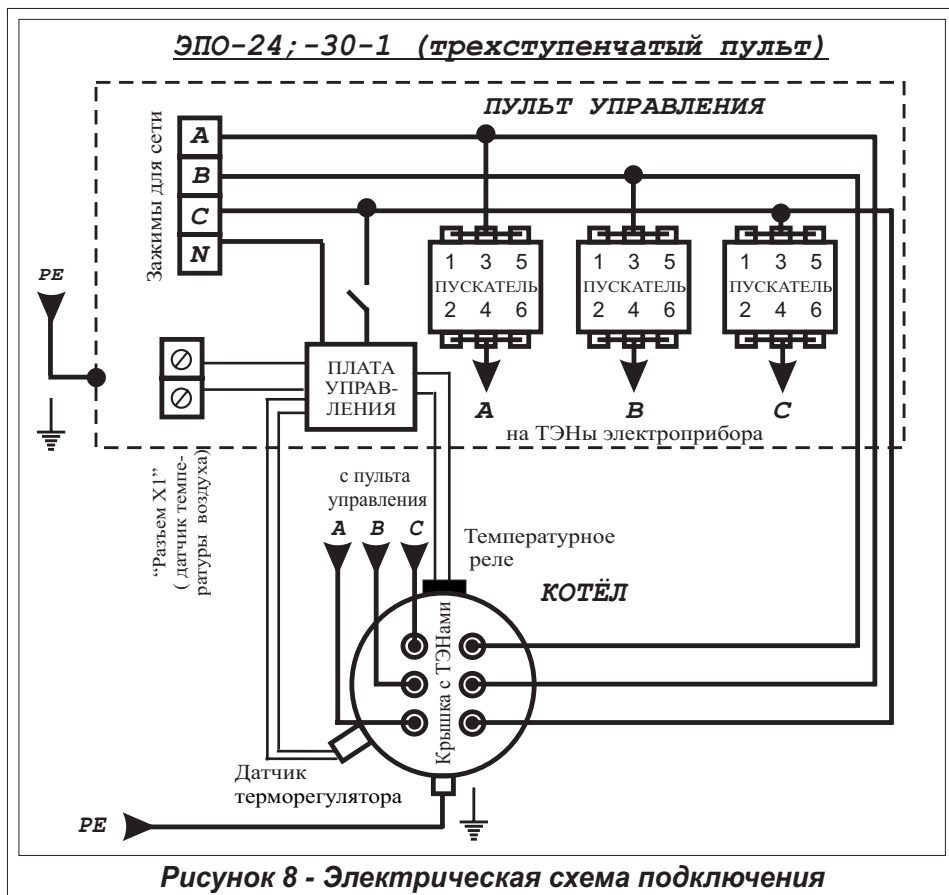 ЭПО-24;-30-1 (трехступенчатый пульт)
ПУЛЬТ УПРАВЛЕНИЯ
Зажимы для сети
A
B
C
N
PE
1 3 5
ПУСКАТЕЛЬ
2 4 6
1 3 5
ПУСКАТЕЛЬ
2 4 6
1 3 5
ПУСКАТЕЛЬ
2 4 6
ПЛАТА
УПРАВ-
ЛЕНИЯ
A B C
на ТЭНы электроприбора
“Разъем X1”
( датчик темпе-
ратуры воздуха)
с пульта
управления
A B C
Температурное
реле
КОТЁЛ
Крышка с ТЭНами
Датчик
терморегулятора
PE
Рисунок 8 - Электрическая схема подключения